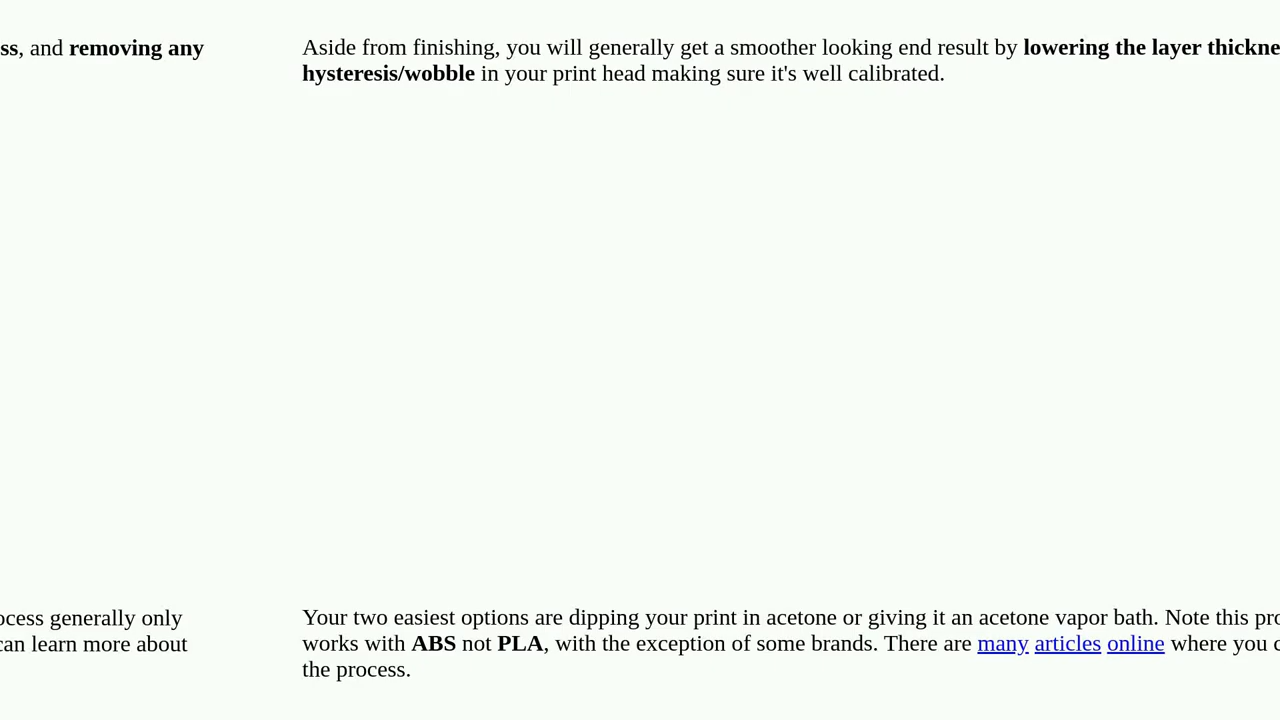 ss, and removing any
Aside from finishing, you will generally get a smoother looking end result by lowering the layer thickne
hysteresis/wobble in your print head making sure it's well calibrated.
ocess generally only
can learn more about
Your two easiest options are dipping your print in acetone or giving it an acetone vapor bath. Note this pro
works with ABS not PLA, with the exception of some brands. There are many articles online where you c
the process.